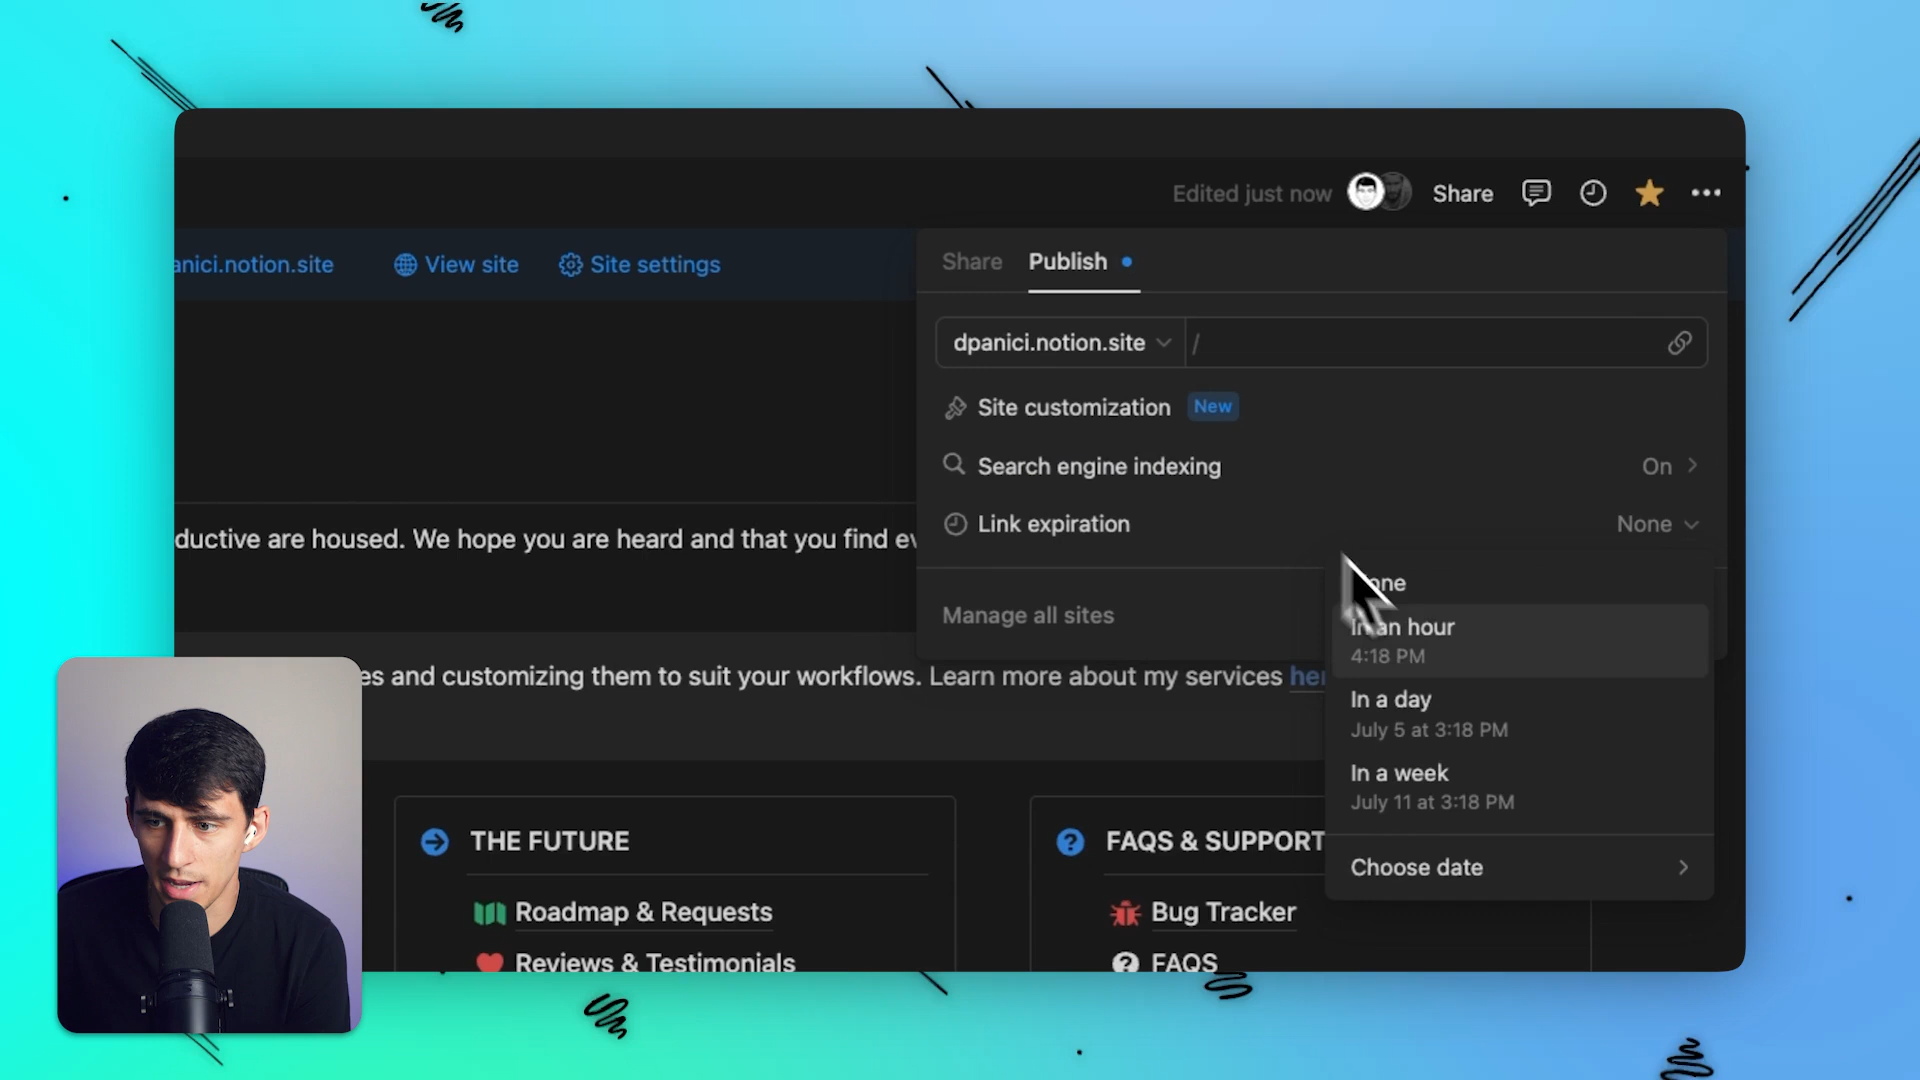 Edited just now Share
anici.notion.site View site Site settings
Share Publish
dpanici.notion.site /
Site customization New
Search engine indexing On
Link expiration None
ductive are housed. We hope you are heard and that you find
Manage all sites
In an hour
4:18 PM
es and customizing them to suit your workflows. Learn more about my services
In a day
July 5 at 3:18 PM
In a week
July 11 at 3:18 PM
Choose date
THE FUTURE
Roadmap & Requests
Reviews & Testimonials
FAQS & SUPPORT
Bug Tracker
FAQS